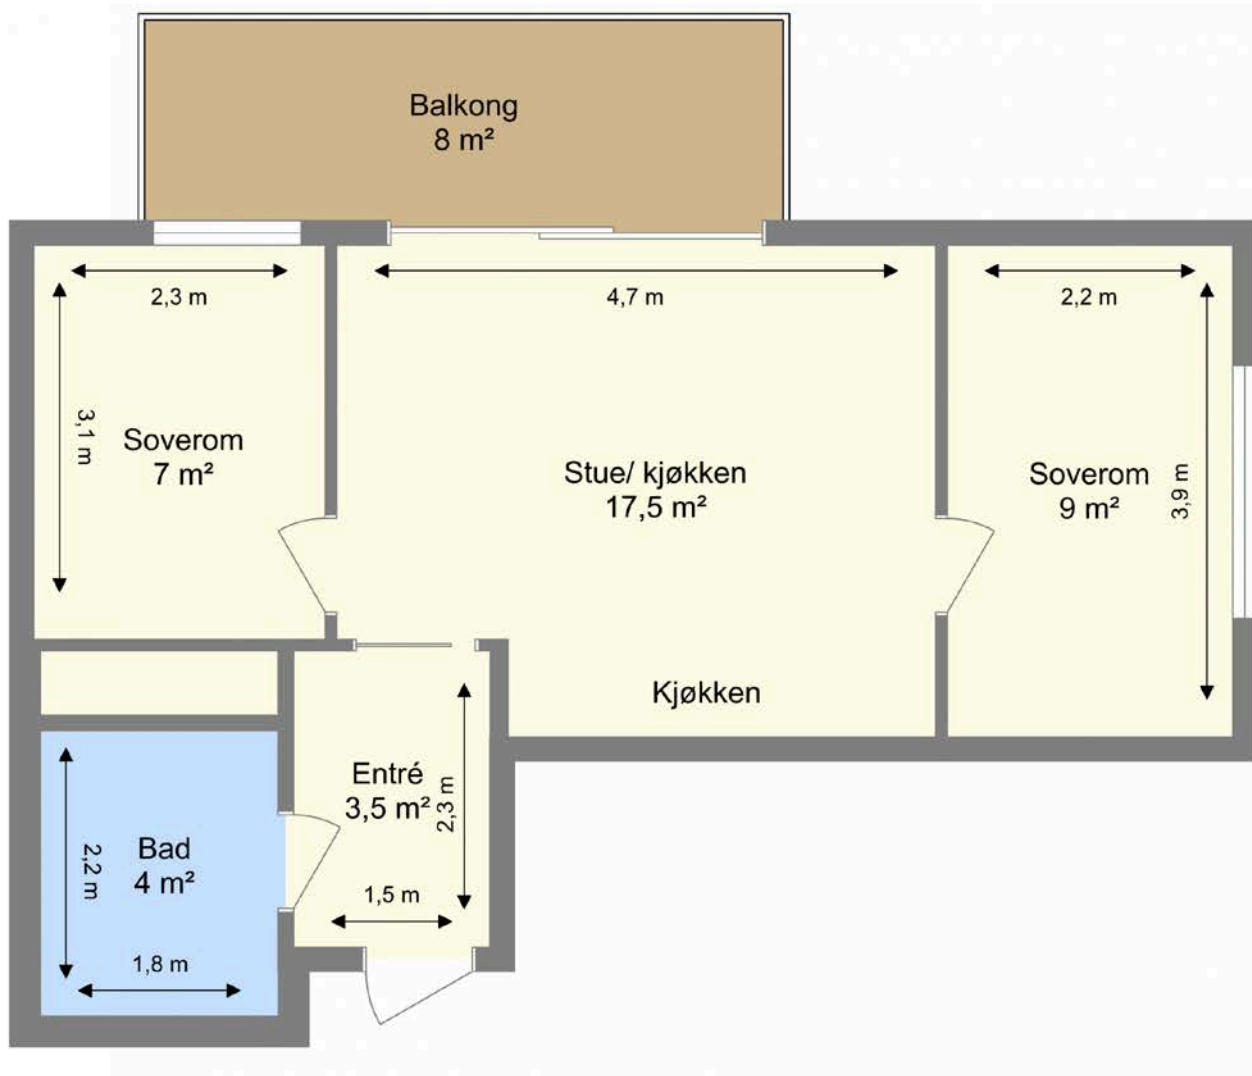 Balkong
8 m²
2,3 m
4,7 m
2,2 m
3,1 m
Soverom
7 m²
Stue/ kjøkken
17,5 m²
Soverom
9 m²
3,9 m
Kjøkken
Entré
3,5 m²
2,3 m
Bad
4 m²
2,2 m
1,5 m
1,8 m